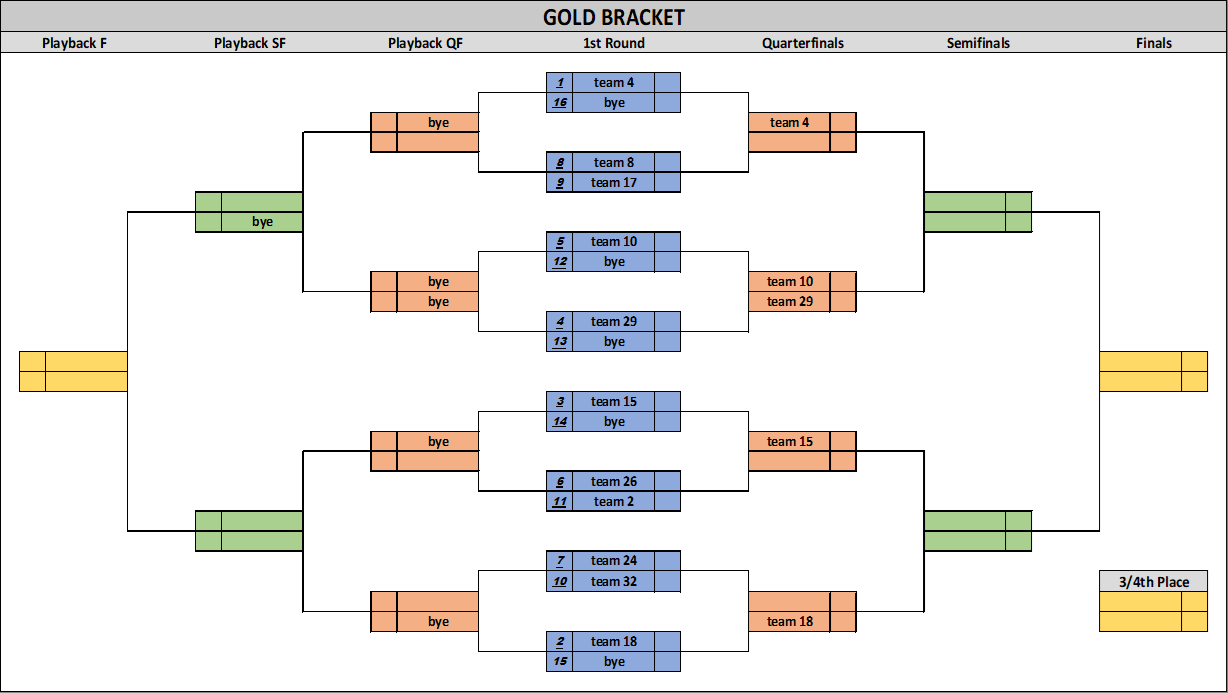 GOLD BRACKET
Playback F Playback SF Playback QF 1st Round Quarterfinals Semifinals Finals
1 team 4
16 bye
bye
team 4
8 team 8
9 team 17
bye
5 team 10
12 bye
bye team 10
bye team 29
4 team 29
13 bye
3 team 15
14 bye
bye team 15
6 team 26
11 team 2
7 team 24
10 team 32
3/4th Place
bye team 18
2 team 18
15 bye